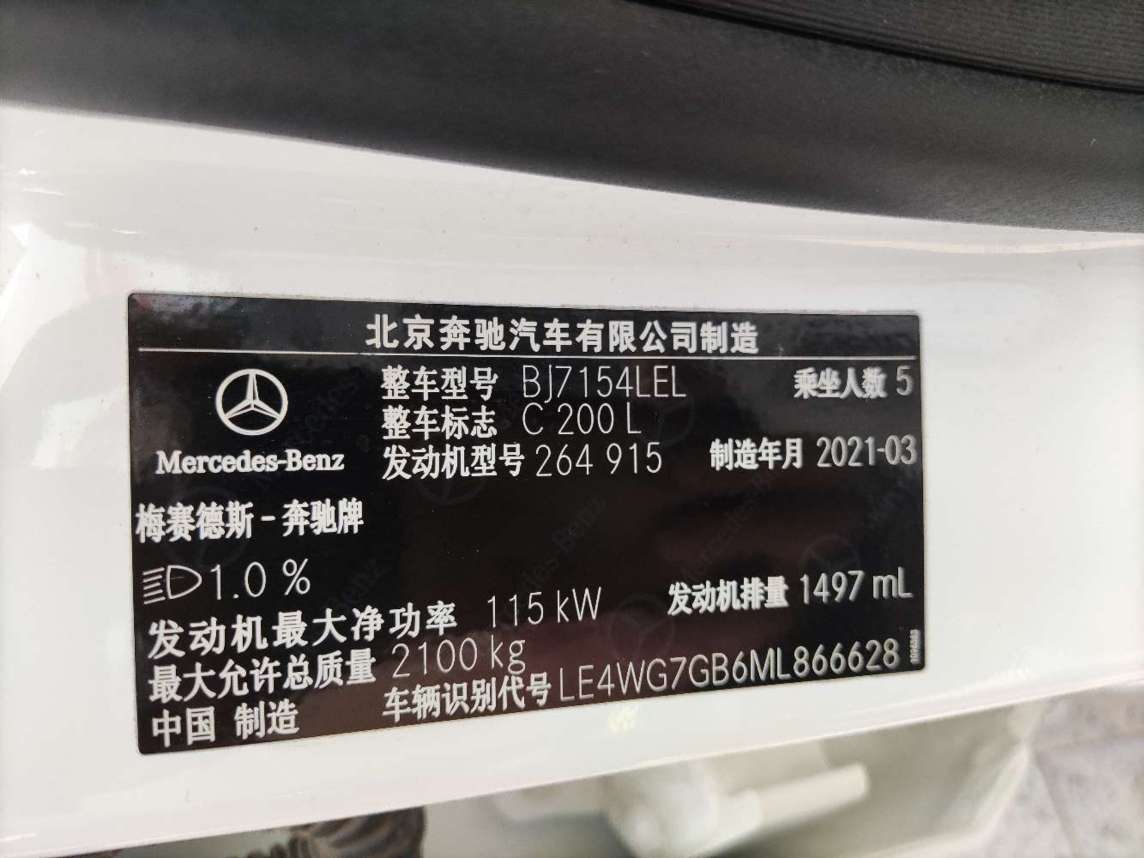 北京奔驰汽车有限公司制造
整车型号 BJ7154LEL 乘坐人数 5
整车标志 C 200 L
Mercedes-Benz 发动机型号 264 915 制造年月 2021-03
梅赛德斯-奔驰牌
1.0 %
发动机最大净功率 115 kW 发动机排量 1497 mL
最大允许总质量 2100 kg
中国 制造 车辆识别代号 LE4WG7GB6ML866628